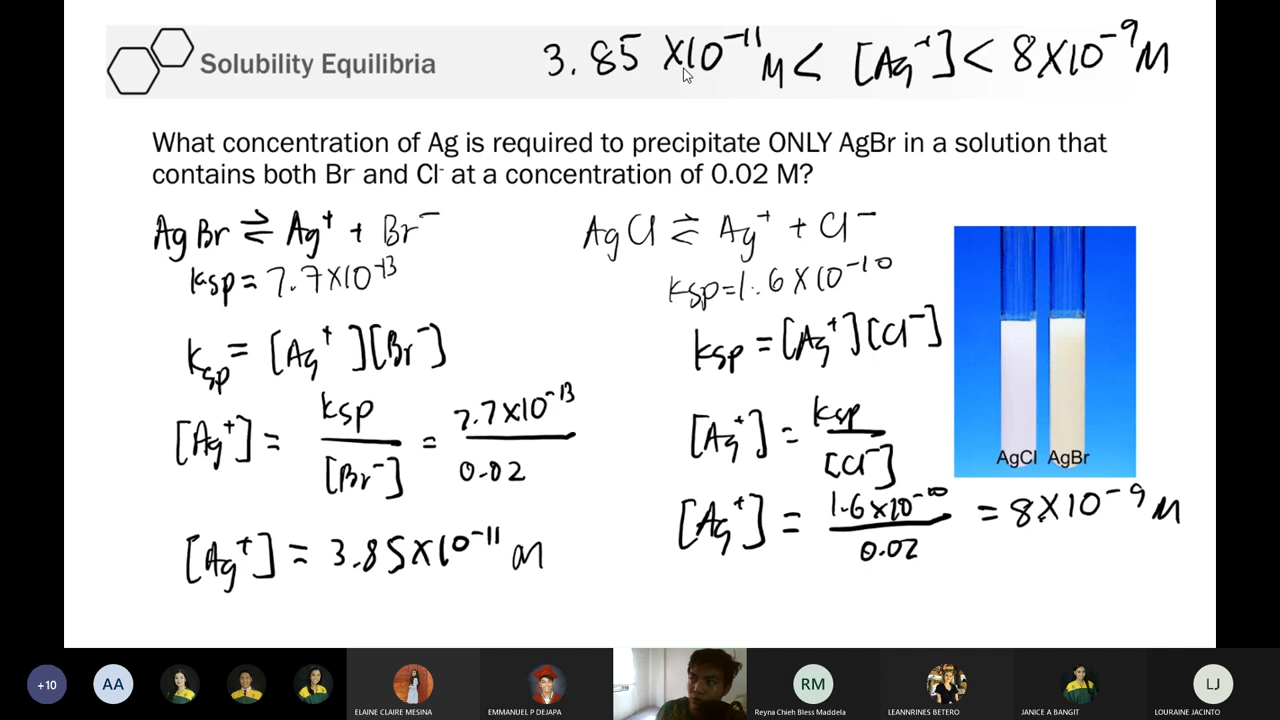 Solubility Equilibria
3.85 X10⁻¹¹ M < [Ag⁺] < 8X10⁻⁹ M
What concentration of Ag is required to precipitate ONLY AgBr in a solution that
contains both Br⁻ and Cl⁻ at a concentration of 0.02 M?
AgBr ⇌ Ag⁺ + Br⁻
Ksp = 7.7X10⁻¹³
Ksp = [Ag⁺][Br⁻]
[Ag⁺] = Ksp / [Br⁻] = 7.7X10⁻¹³ / 0.02
[Ag⁺] = 3.85X10⁻¹¹ M
AgCl ⇌ Ag⁺ + Cl⁻
Ksp=1.6X10⁻¹⁰
Ksp = [Ag⁺][Cl⁻]
[Ag⁺] = Ksp / [Cl⁻]
[Ag⁺] = 1.6X10⁻¹⁰ / 0.02 = 8X10⁻⁹ M
AgCl AgBr
+10
AA
ELAINE CLAIRE MESINA
EMMANUEL P DEJAPA
RM
Reyna Chieh Bless Maddela
LEANNRINES BETERO
JANICE A BANGIT
LJ
LOURAINE JACINTO